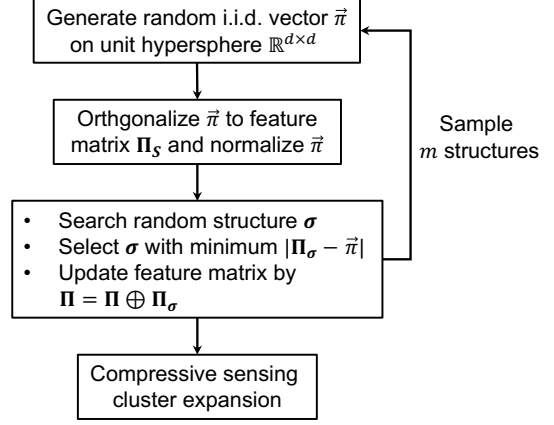 Generate random i.i.d. vector π⃗
on unit hypersphere ℝ^{d×d}
Orthgonalize π⃗ to feature
matrix Π_S and normalize π⃗
Sample
m structures
• Search random structure σ
• Select σ with minimum |Π_σ − π⃗|
• Update feature matrix by
Π = Π ⊕ Π_σ
Compressive sensing
cluster expansion